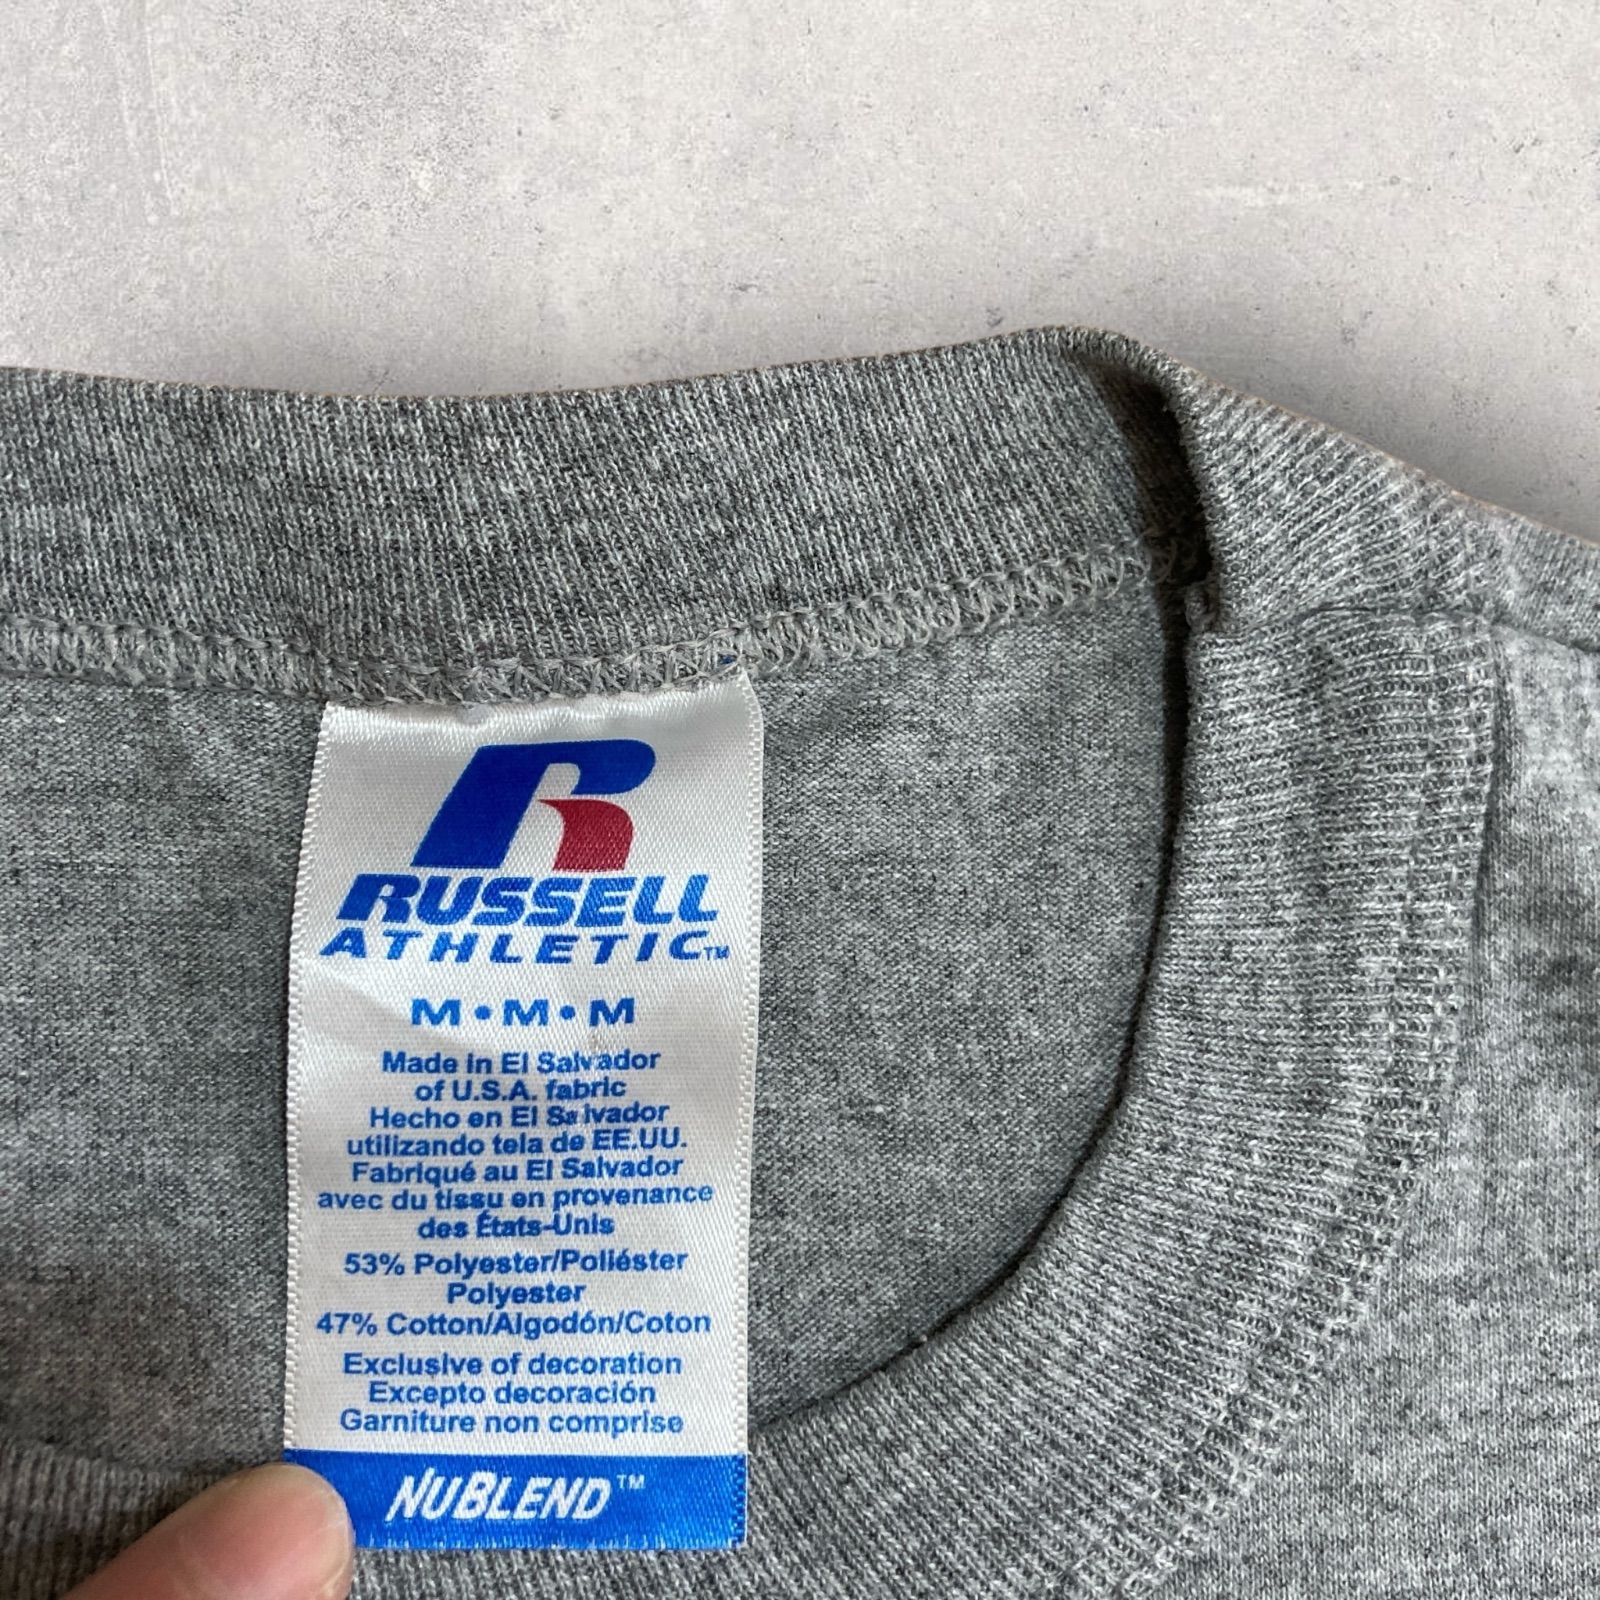 R
RUSSELL
ATHLETIC™
M•M•M
Made in El Salvador
of U.S.A. fabric
Hecho en El Salvador
utilizando tela de EE.UU.
Fabriqué au El Salvador
avec du tissu en provenance
des États-Unis
53% Polyester/Poliéster
Polyester
47% Cotton/Algodón/Coton
Exclusive of decoration
Excepto decoración
Garniture non comprise
NUBLEND™